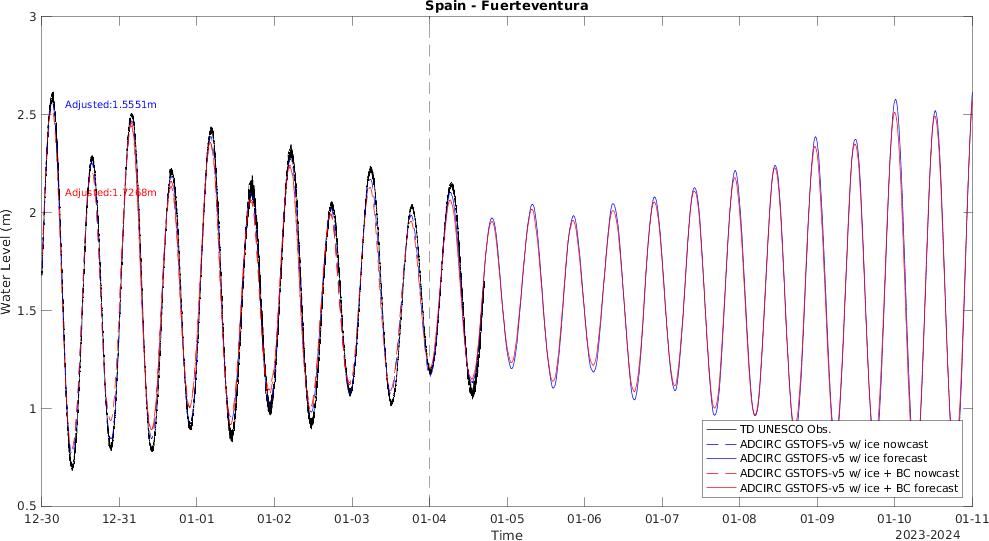 Spain - Fuerteventura
3
2.5
2
1.5
1
0.5
Water Level (m)
Adjusted:1.5551m
Adjusted:1.7268m
TD UNESCO Obs.
ADCIRC GSTOFS-v5 w/ ice nowcast
ADCIRC GSTOFS-v5 w/ ice forecast
ADCIRC GSTOFS-v5 w/ ice + BC nowcast
ADCIRC GSTOFS-v5 w/ ice + BC forecast
12-30 12-31 01-01 01-02 01-03 01-04 01-05 01-06 01-07 01-08 01-09 01-10 01-11
Time
2023-2024